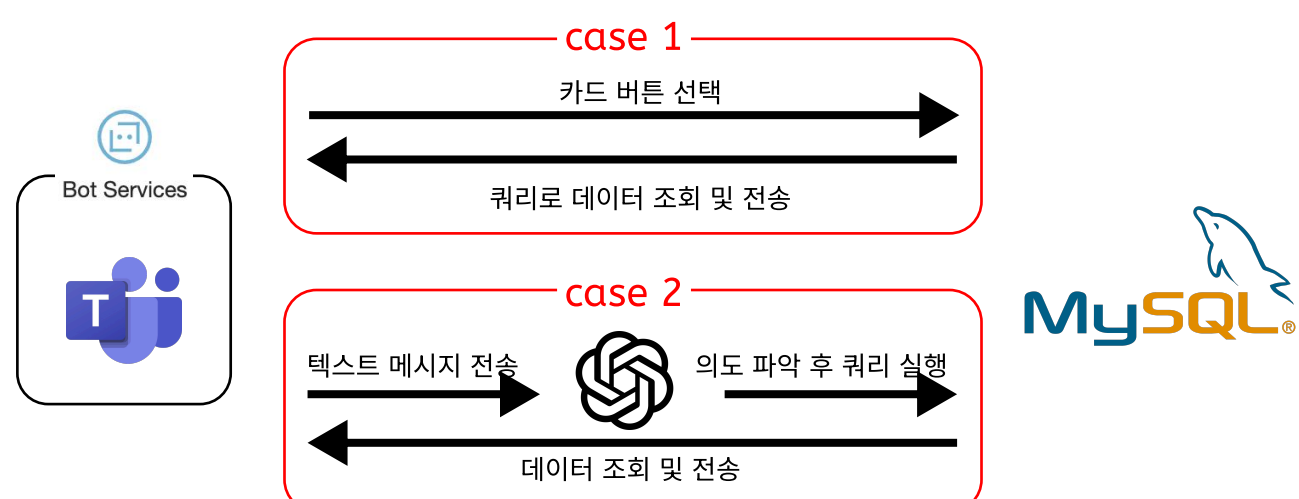 case 1
카드 버튼 선택
쿼리로 데이터 조회 및 전송
Bot Services
T
case 2
텍스트 메시지 전송
의도 파악 후 쿼리 실행
데이터 조회 및 전송
MySQL®